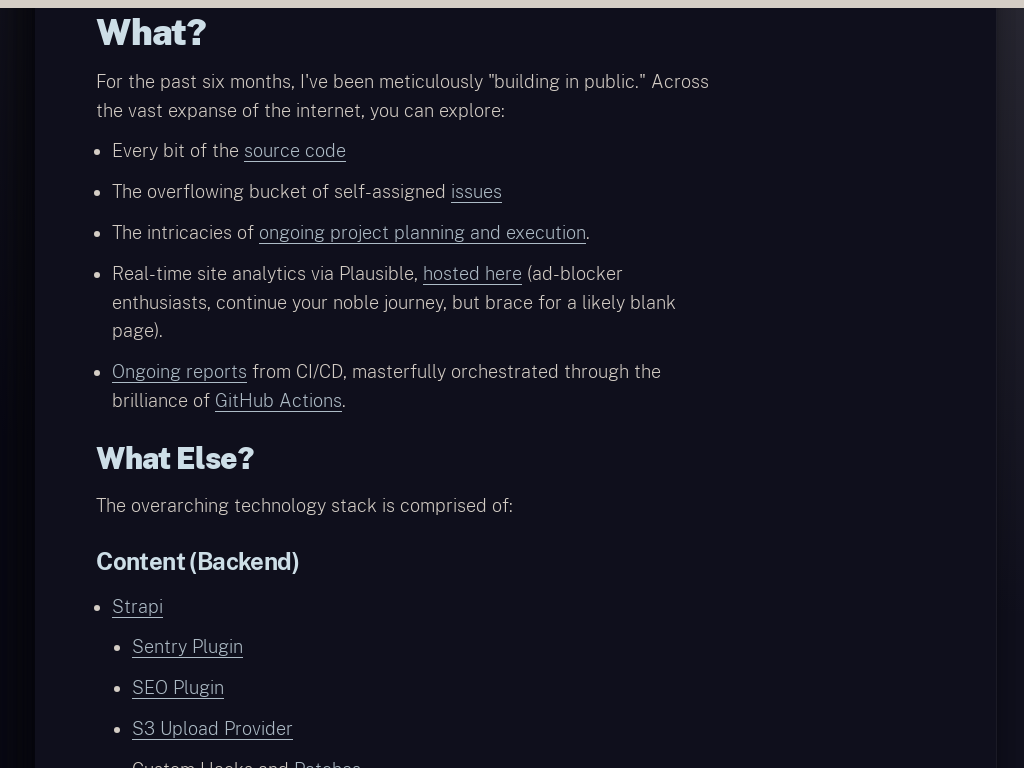 What?
For the past six months, I've been meticulously "building in public." Across
the vast expanse of the internet, you can explore:
Every bit of the source code
The overflowing bucket of self-assigned issues
The intricacies of ongoing project planning and execution.
Real-time site analytics via Plausible, hosted here (ad-blocker
enthusiasts, continue your noble journey, but brace for a likely blank
page).
Ongoing reports from CI/CD, masterfully orchestrated through the
brilliance of GitHub Actions.
What Else?
The overarching technology stack is comprised of:
Content (Backend)
Strapi
Sentry Plugin
SEO Plugin
S3 Upload Provider
Custom Hooks and Patches